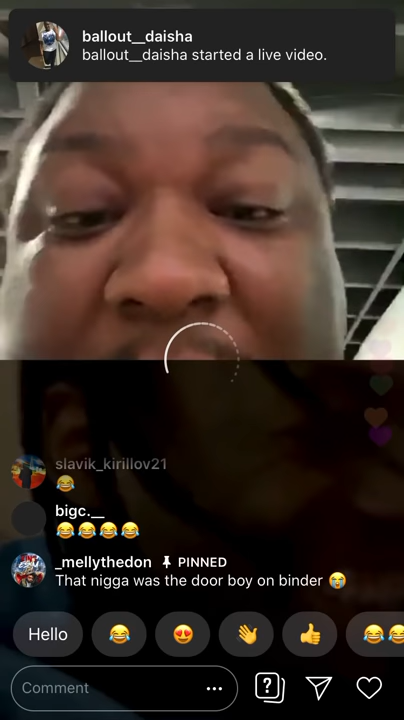 ballout__daisha
ballout__daisha started a live video.
slavik_kirillov21
😂
bigc.__
😂😂😂😂
_mellythedon 📌 PINNED
That nigga was the door boy on binder 😭
Hello 😂 😍 👋 👍 😂😂
Comment ...